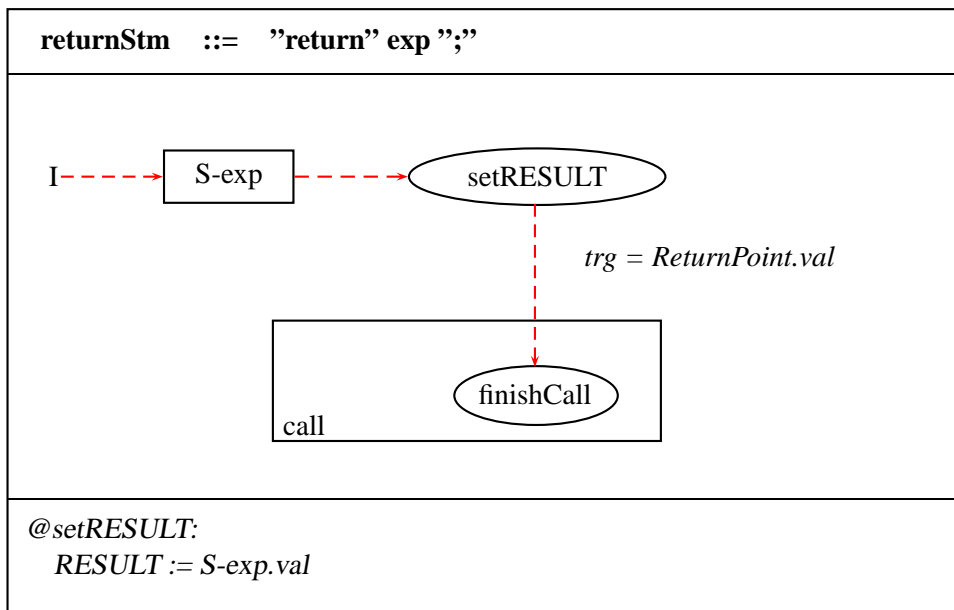 returnStm ::= ”return” exp ”;”
I
S-exp
setRESULT
trg = ReturnPoint.val
finishCall
call
@setRESULT:
RESULT := S-exp.val